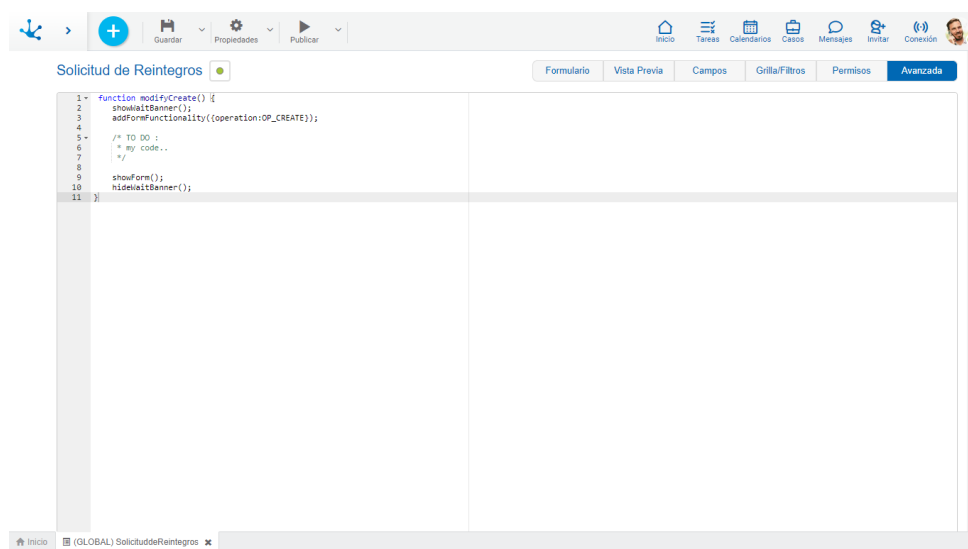 Guardar
Propiedades
Publicar
Inicio
Tareas
Calendarios
Casos
Mensajes
Invitar
Conexión
Solicitud de Reintegros
Formulario
Vista Previa
Campos
Grilla/Filtros
Permisos
Avanzada
1 function modifyCreate() {
2 showWaitBanner();
3 addFormFunctionality({operation:OP_CREATE});
4
5 /* TO DO :
6 * my code..
7 */
8
9 showForm();
10 hideWaitBanner();
11 }
Inicio
(GLOBAL) SolicituddeReintegros